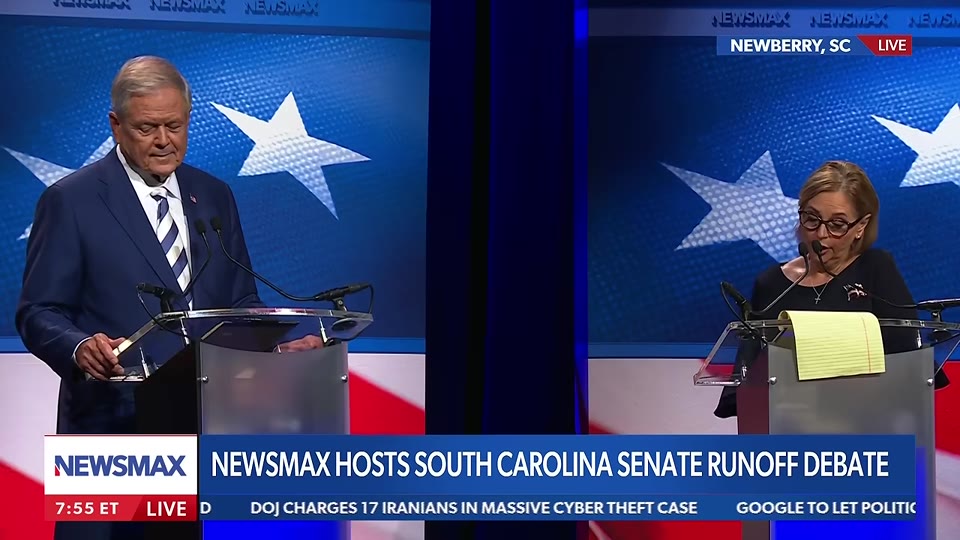 NEWSMAX
NEWSMAX
NEWSMAX
NEWSMAX
NEWSMAX
NEWSMAX
NEWBERRY, SC LIVE
NEWSMAX NEWSMAX HOSTS SOUTH CAROLINA SENATE RUNOFF DEBATE
7:55 ET LIVE D DOJ CHARGES 17 IRANIANS IN MASSIVE CYBER THEFT CASE GOOGLE TO LET POLITIC